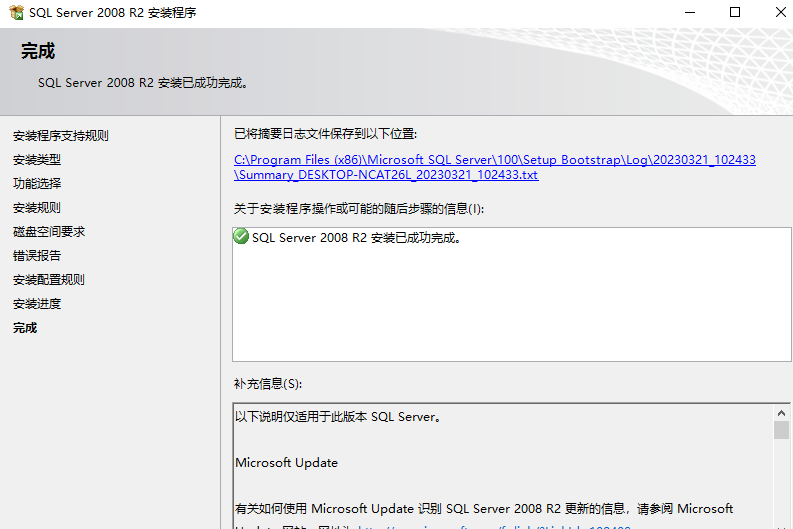 SQL Server 2008 R2 安装程序
完成
SQL Server 2008 R2 安装已成功完成。
安装程序支持规则
安装类型
功能选择
安装规则
磁盘空间要求
错误报告
安装配置规则
安装进度
完成
已将摘要日志文件保存到以下位置:
C:\Program Files (x86)\Microsoft SQL Server\100\Setup Bootstrap\Log\20230321_102433
\Summary_DESKTOP-NCAT26L_20230321_102433.txt
关于安装程序操作或可能的随后步骤的信息(I):
SQL Server 2008 R2 安装已成功完成。
补充信息(S):
以下说明仅适用于此版本 SQL Server。
Microsoft Update
有关如何使用 Microsoft Update 识别 SQL Server 2008 R2 更新的信息，请参阅 Microsoft